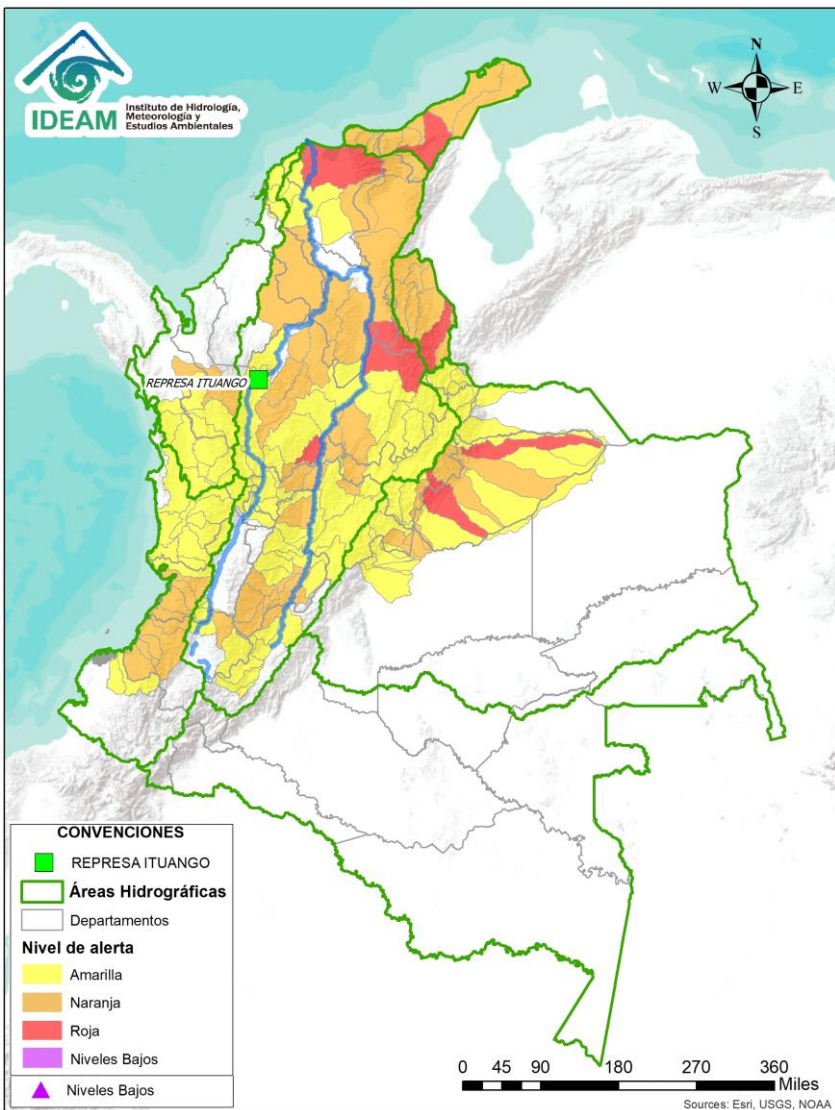 IDEAM
Instituto de Hidrología,
Meteorología y
Estudios Ambientales
N
W
E
S
REPRESA ITUANGO
CONVENCIONES
REPRESA ITUANGO
Áreas Hidrográficas
Departamentos
Nivel de alerta
Amarilla
Naranja
Roja
Niveles Bajos
Niveles Bajos
0 45 90 180 270 360
Miles
Sources: Esri, USGS, NOAA